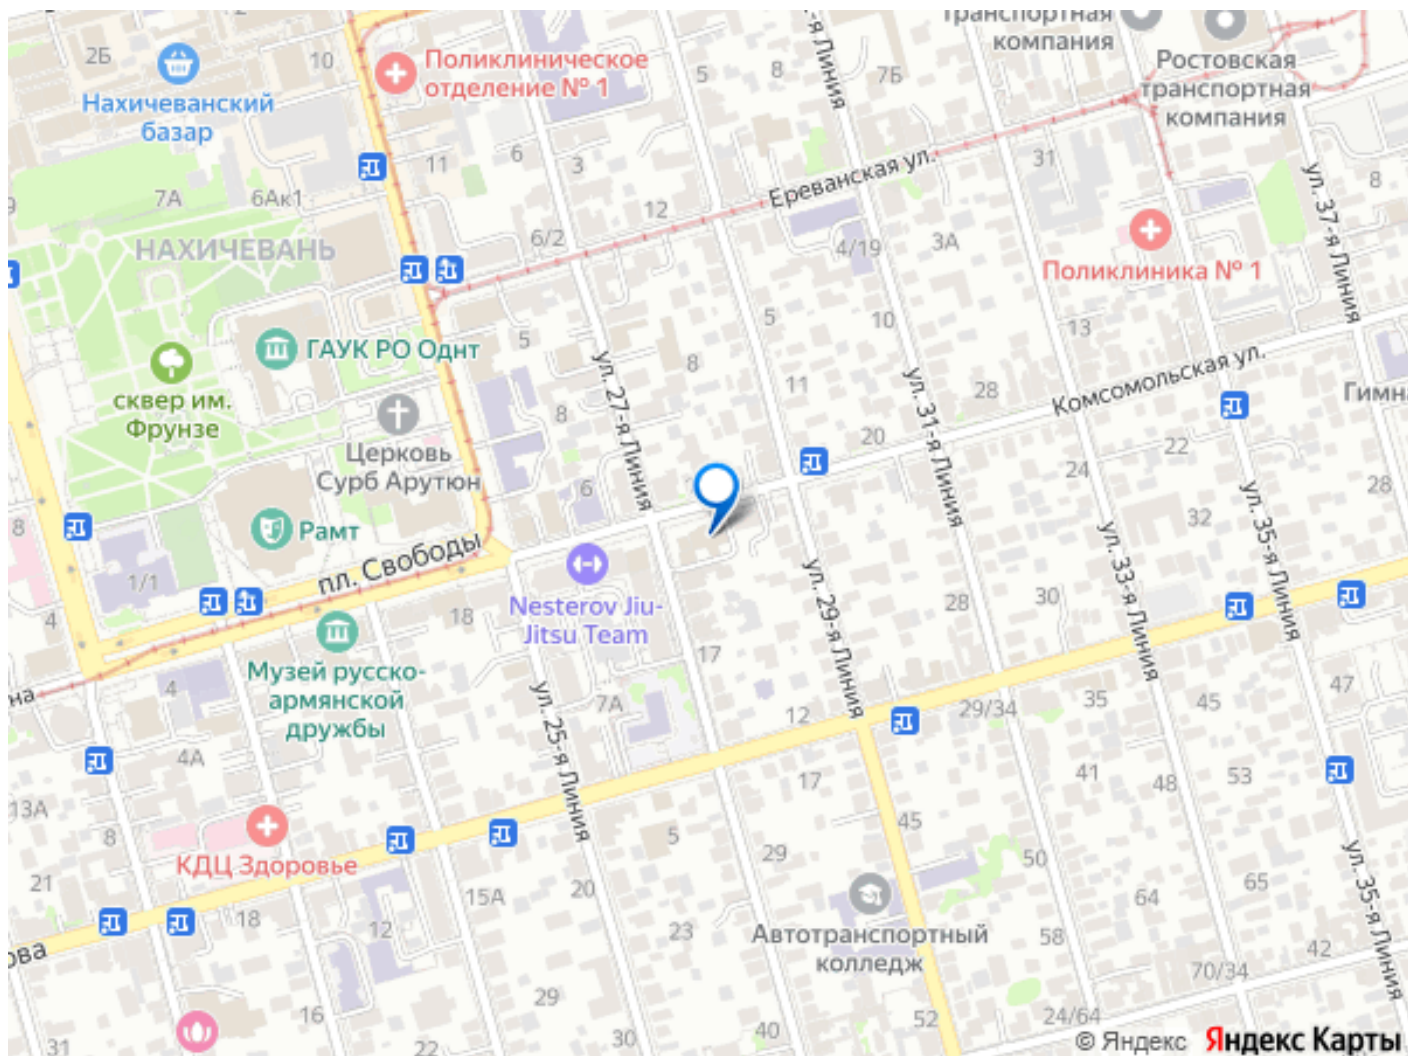 транспортная
компания
2Б
10
Поликлиническое
отделение № 1
5
8
7Б
Ростовская
транспортная
компания
Нахичеванский
базар
11
6
3
31
ул. 37-я Линия
8
7А
6Ак1
12
Ереванская ул.
НАХИЧЕВАНЬ
6/2
4/19
3А
Поликлиника № 1
5
5
10
13
ГАУК РО Однт
8
11
28
Комсомольская ул.
сквер им.
Фрунзе
8
ул. 27-я Линия
ул. 31-я Линия
Церковь
Сурб Арутюн
20
22
24
28
6
8
Рамт
32
пл. Свободы
1/1
Nesterov Jiu-
Jitsu Team
ул. 29-я Линия
ул. 33-я Линия
ул. 35-я Линия
4
18
28
30
Музей русско-
армянской
дружбы
4
17
7А
12
29/34
35
45
47
на
ул. 25-я Линия
4А
17
41
48
53
13А
8
45
КДЦ Здоровье
5
29
50
21
15А
20
64
65
ул. 35-я Линия
18
12
23
Автотранспортный
колледж
58
42
ова
70/34
29
16
52
24/64
31
22
30
40
© Яндекс Яндекс Карты